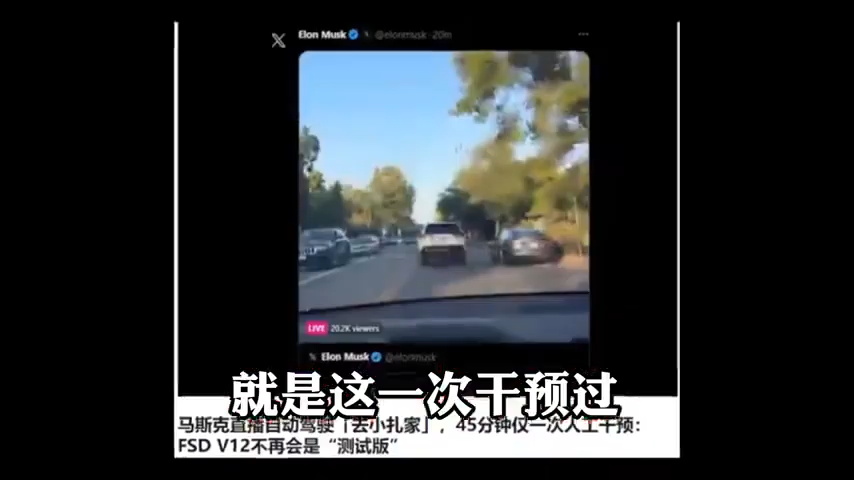 Elon Musk @elonmusk · 20m
LIVE 20.2K viewers
Elon Musk @elonmusk
就是这一次干预过
马斯克直播自动驾驶「去小扎家」，45分钟仅一次人工干预：
FSD V12不再会是“测试版”